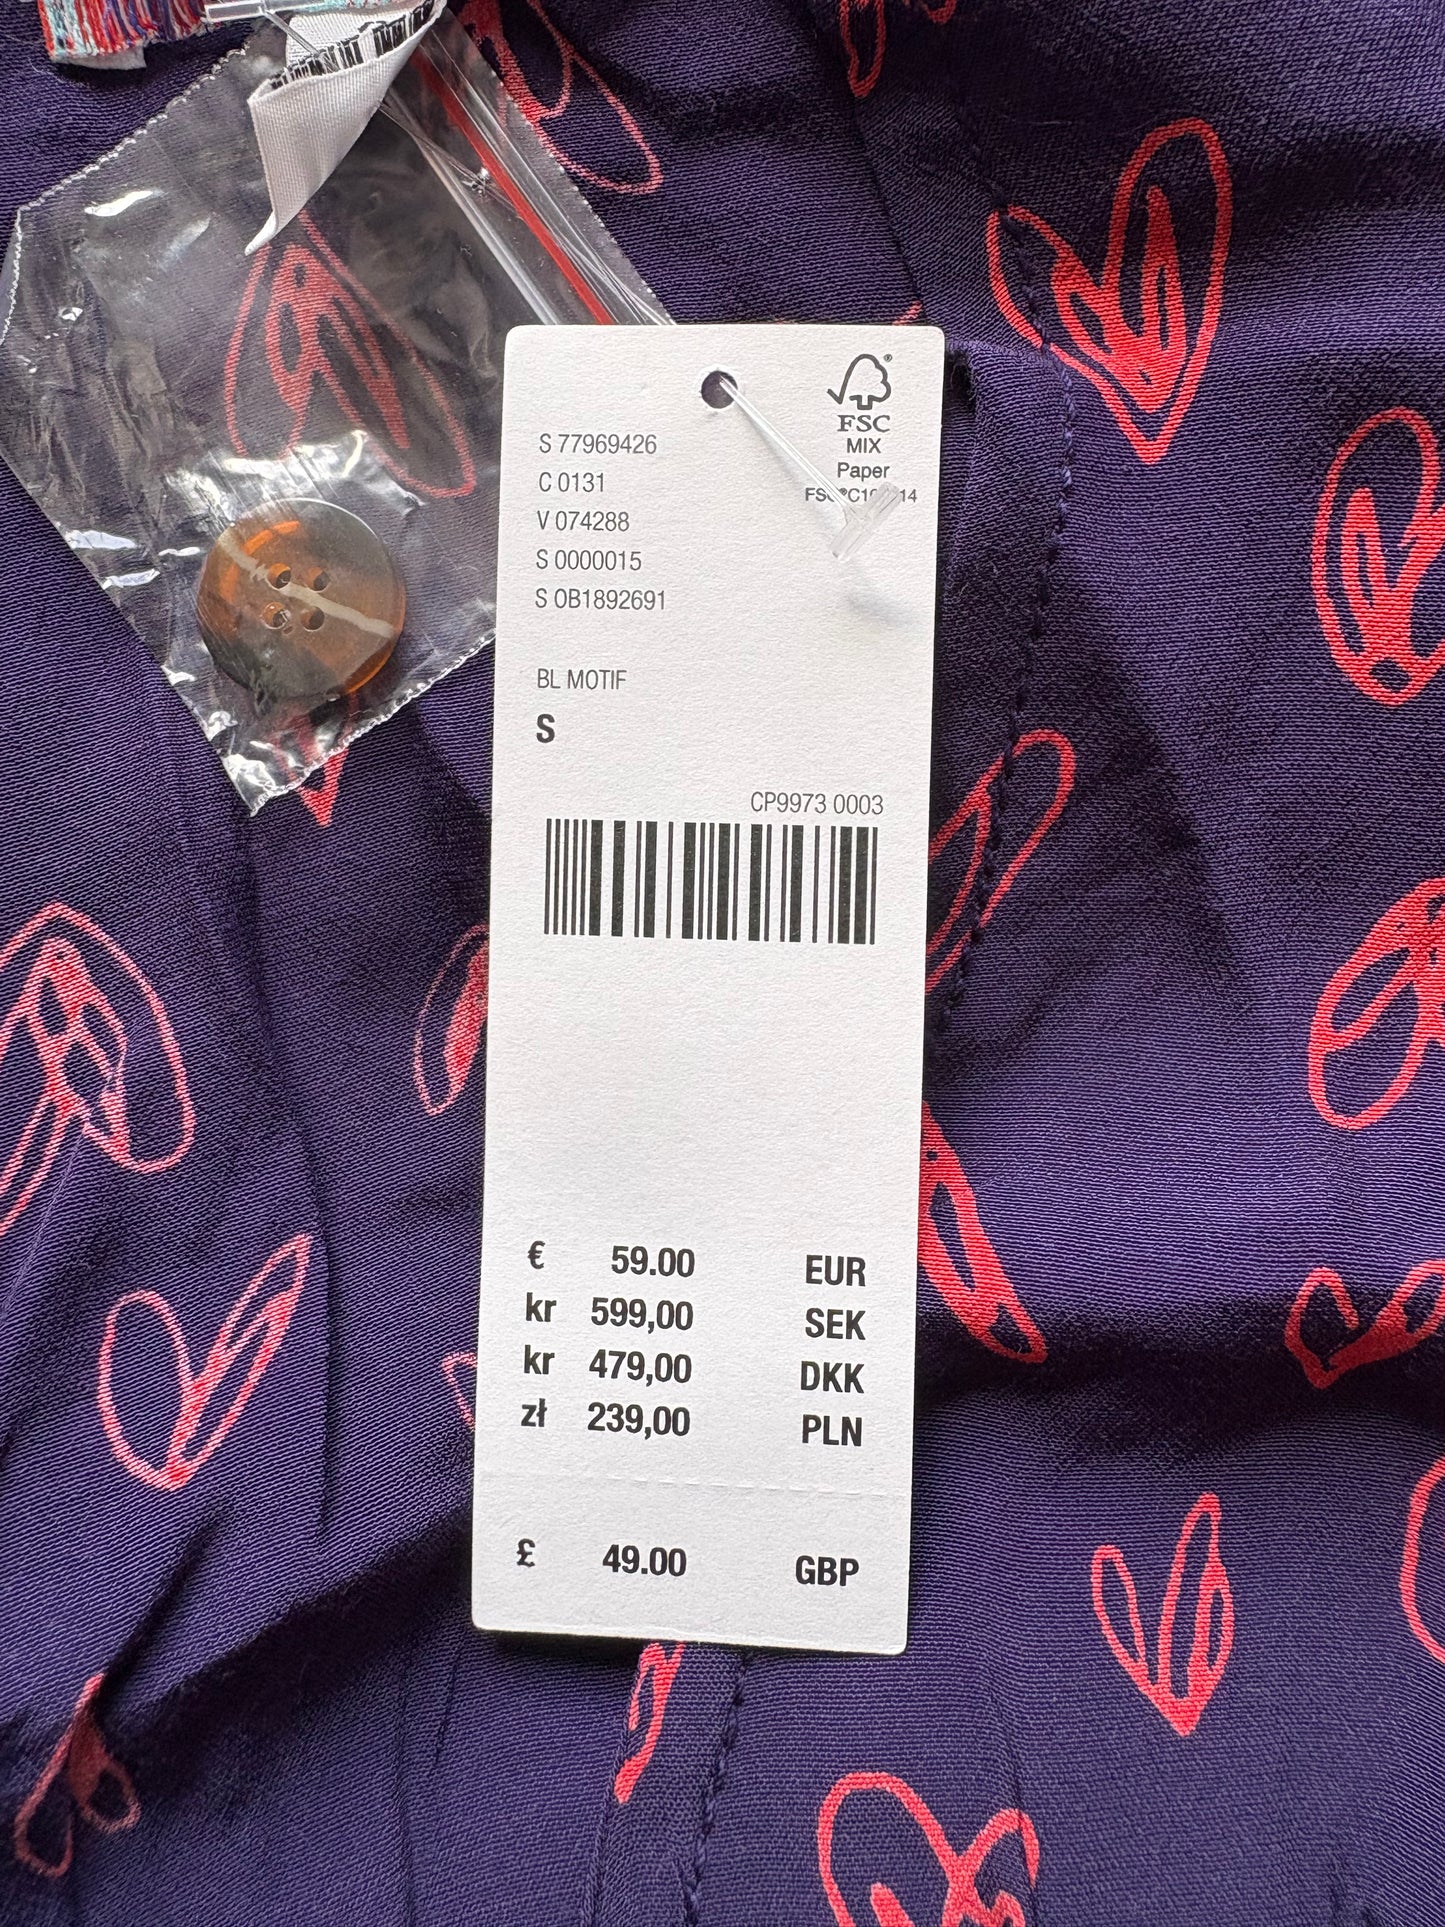 S 77969426
C 0131
V 074288
S 0000015
S OB1892691
FSC
MIX
Paper
BL MOTIF
S
CP9973 0003
€ 59.00 EUR
kr 599,00 SEK
kr 479,00 DKK
zł 239,00 PLN
£ 49.00 GBP